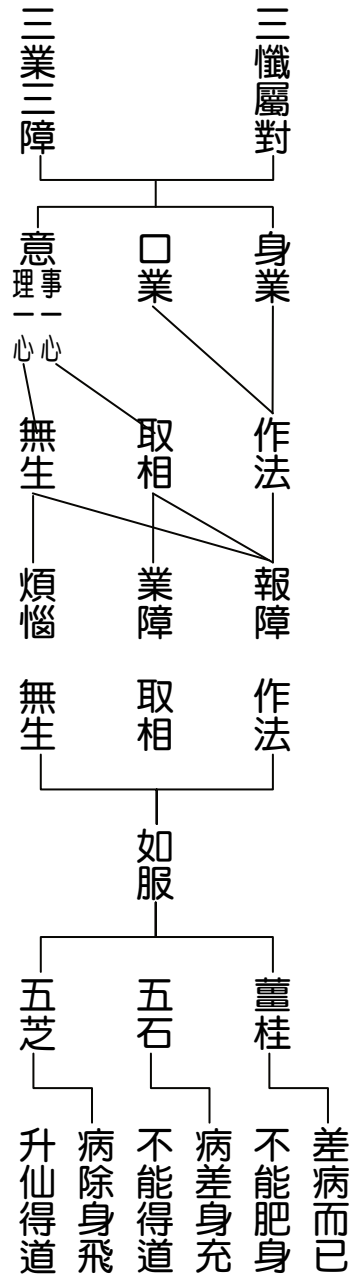 三懺屬對
三業三障
身業
口業
意
事一心
理一心
作法
取相
無生
報障
業障
煩惱
作法
取相
無生
如服
薑桂
五石
五芝
差病而已
不能肥身
病差身充
不能得道
病除身飛
升仙得道